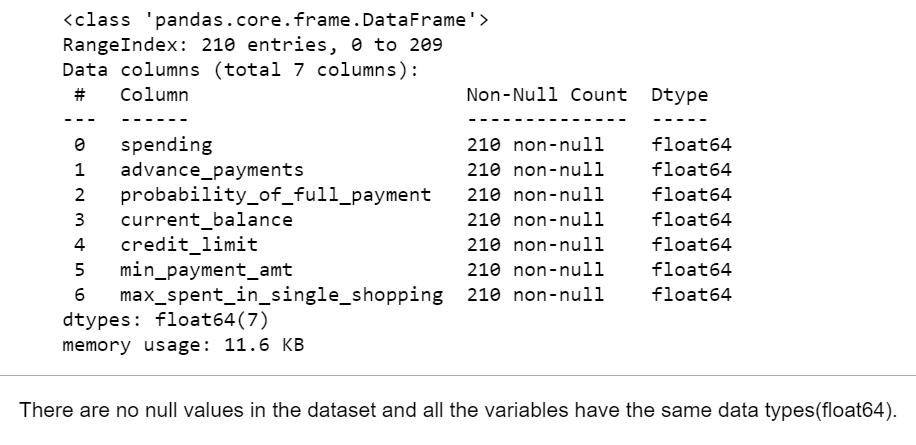 <class 'pandas.core.frame.DataFrame'>
RangeIndex: 210 entries, 0 to 209
Data columns (total 7 columns):
 #   Column                        Non-Null Count  Dtype
---  ------                        --------------  -----
 0   spending                      210 non-null    float64
 1   advance_payments              210 non-null    float64
 2   probability_of_full_payment   210 non-null    float64
 3   current_balance               210 non-null    float64
 4   credit_limit                  210 non-null    float64
 5   min_payment_amt               210 non-null    float64
 6   max_spent_in_single_shopping  210 non-null    float64
dtypes: float64(7)
memory usage: 11.6 KB
There are no null values in the dataset and all the variables have the same data types(float64).